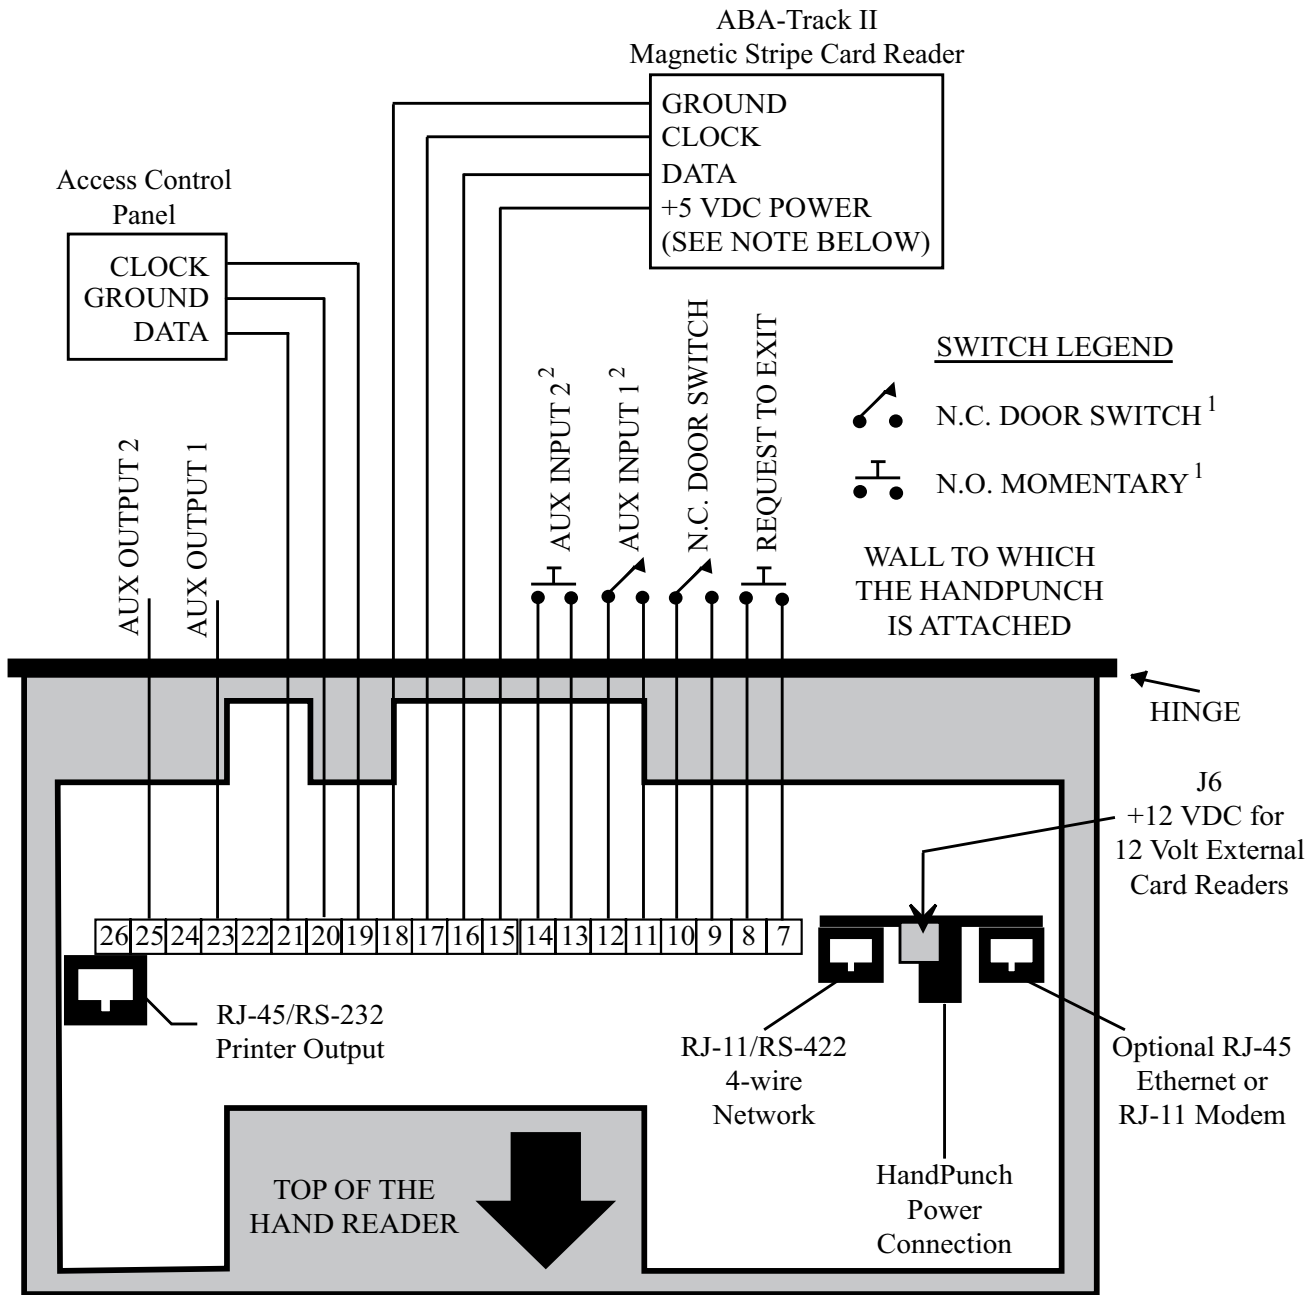 ABA-Track II
Magnetic Stripe Card Reader
GROUND
CLOCK
DATA
+5 VDC POWER
(SEE NOTE BELOW)
Access Control
Panel
CLOCK
GROUND
DATA
AUX OUTPUT 2
AUX OUTPUT 1
AUX INPUT 2²
AUX INPUT 1²
N.C. DOOR SWITCH
REQUEST TO EXIT
SWITCH LEGEND
N.C. DOOR SWITCH ¹
N.O. MOMENTARY ¹
WALL TO WHICH
THE HANDPUNCH
IS ATTACHED
HINGE
J6
+12 VDC for
12 Volt External
Card Readers
26 25 24 23 22 21 20 19 18 17 16 15 14 13 12 11 10 9 8 7
RJ-45/RS-232
Printer Output
RJ-11/RS-422
4-wire
Network
Optional RJ-45
Ethernet or
RJ-11 Modem
HandPunch
Power
Connection
TOP OF THE
HAND READER